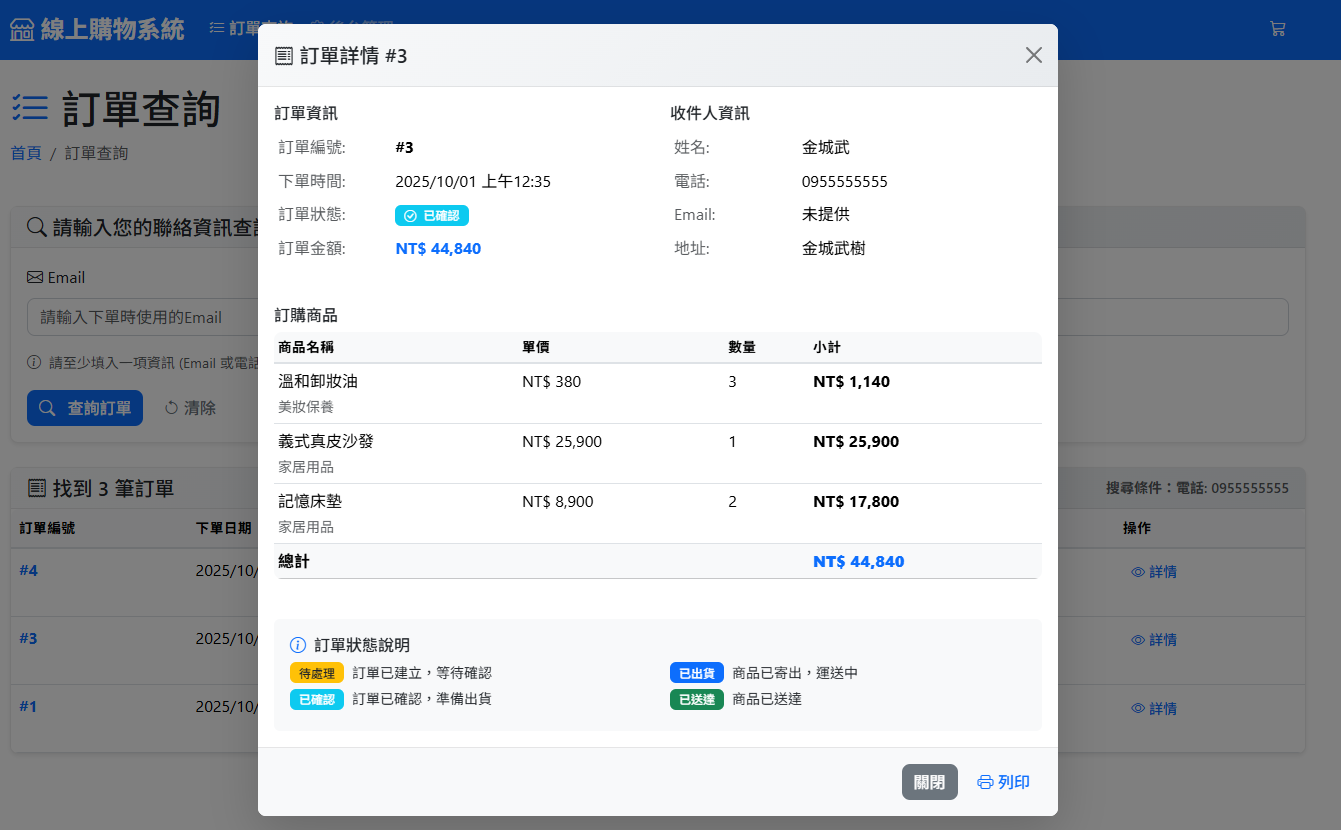 線上購物系統
訂單
訂單詳情 #3
訂單查詢
首頁 / 訂單查詢
請輸入您的聯絡資訊查
Email
請輸入下單時使用的Email
請至少填入一項資訊 (Email 或電話
查詢訂單 清除
找到 3 筆訂單
搜尋條件：電話: 0955555555
訂單編號 下單日期 操作
#4 2025/10/ 詳情
#3 2025/10/ 詳情
#1 2025/10/ 詳情
訂單資訊
訂單編號: #3
下單時間: 2025/10/01 上午12:35
訂單狀態: 已確認
訂單金額: NT$ 44,840
收件人資訊
姓名: 金城武
電話: 0955555555
Email: 未提供
地址: 金城武樹
訂購商品
商品名稱 單價 數量 小計
溫和卸妝油 NT$ 380 3 NT$ 1,140
美妝保養
義式真皮沙發 NT$ 25,900 1 NT$ 25,900
家居用品
記憶床墊 NT$ 8,900 2 NT$ 17,800
家居用品
總計 NT$ 44,840
訂單狀態說明
待處理 訂單已建立，等待確認
已確認 訂單已確認，準備出貨
已出貨 商品已寄出，運送中
已送達 商品已送達
關閉 列印